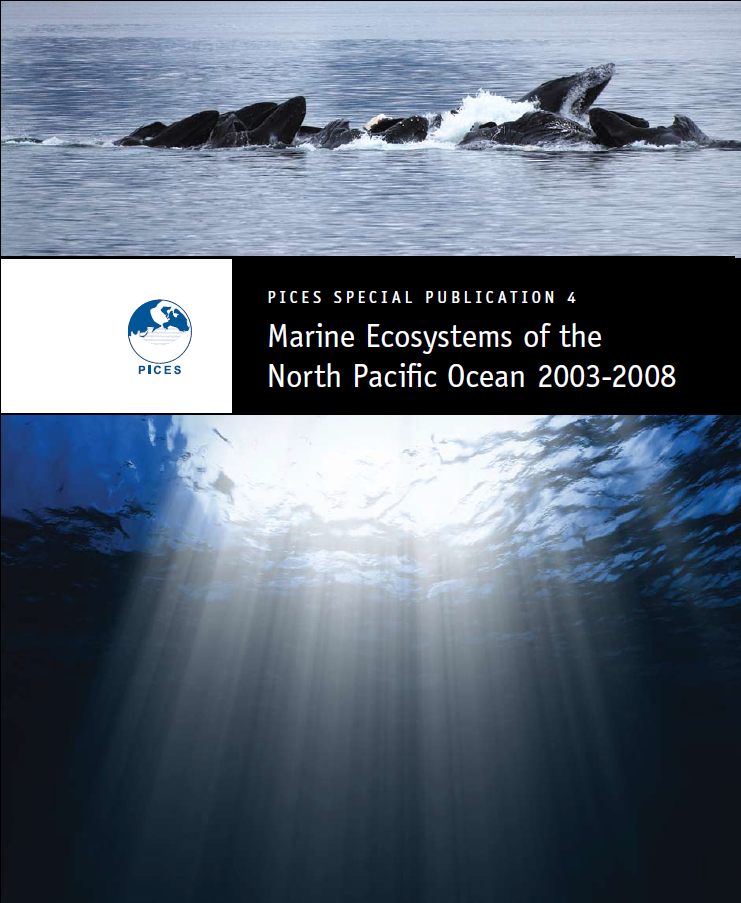 PICES SPECIAL PUBLICATION 4
Marine Ecosystems of the
North Pacific Ocean 2003-2008
PICES